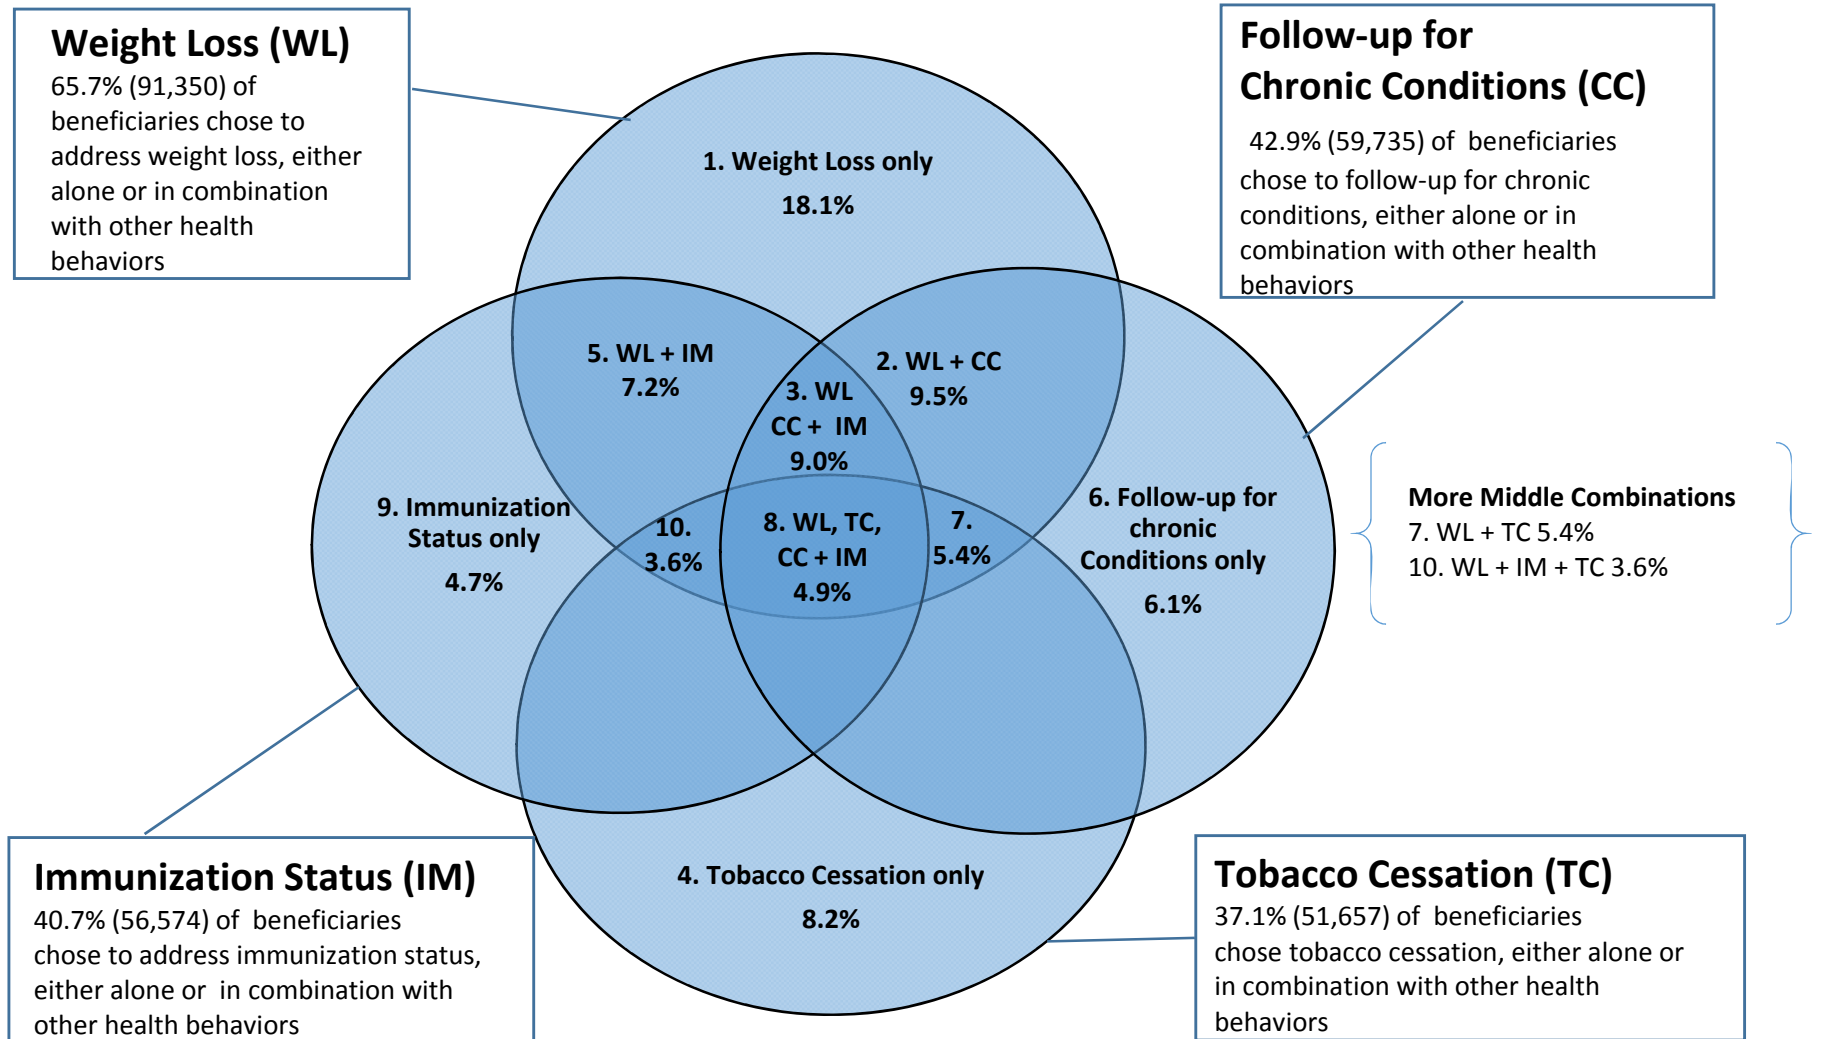 Weight Loss (WL)
65.7% (91,350) of
beneficiaries chose to
address weight loss, either
alone or in combination
with other health
behaviors
Follow-up for
Chronic Conditions (CC)
42.9% (59,735) of beneficiaries
chose to follow-up for chronic
conditions, either alone or in
combination with other health
behaviors
1. Weight Loss only
18.1%
5. WL + IM
7.2%
2. WL + CC
9.5%
3. WL
CC + IM
9.0%
9. Immunization
Status only
4.7%
10.
3.6%
8. WL, TC,
CC + IM
4.9%
7.
5.4%
6. Follow-up for
chronic
Conditions only
6.1%
More Middle Combinations
7. WL + TC 5.4%
10. WL + IM + TC 3.6%
4. Tobacco Cessation only
8.2%
Immunization Status (IM)
40.7% (56,574) of beneficiaries
chose to address immunization status,
either alone or in combination with
other health behaviors
Tobacco Cessation (TC)
37.1% (51,657) of beneficiaries
chose tobacco cessation, either alone or
in combination with other health
behaviors